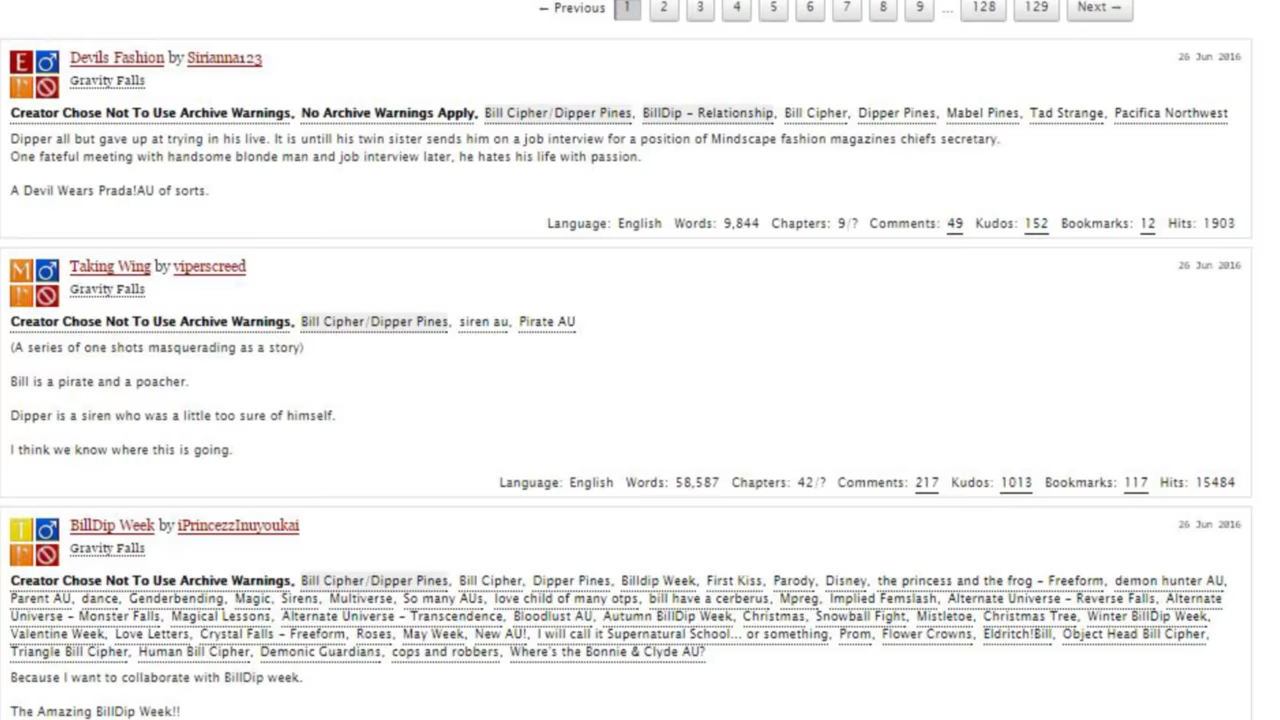 ← Previous 1 2 3 4 5 6 7 8 9 ... 128 129 Next →
E Devils Fashion by Sirianna123 26 Jun 2016
Gravity Falls
Creator Chose Not To Use Archive Warnings, No Archive Warnings Apply, Bill Cipher/Dipper Pines, BillDip - Relationship, Bill Cipher, Dipper Pines, Mabel Pines, Tad Strange, Pacifica Northwest
Dipper all but gave up at trying in his live. It is untill his twin sister sends him on a job interview for a position of Mindscape fashion magazines chiefs secretary.
One fateful meeting with handsome blonde man and job interview later, he hates his life with passion.
A Devil Wears Prada!AU of sorts.
Language: English Words: 9,844 Chapters: 9/? Comments: 49 Kudos: 152 Bookmarks: 12 Hits: 1903
M Taking Wing by viperscreed 26 Jun 2016
Gravity Falls
Creator Chose Not To Use Archive Warnings, Bill Cipher/Dipper Pines, siren au, Pirate AU
(A series of one shots masquerading as a story)
Bill is a pirate and a poacher.
Dipper is a siren who was a little too sure of himself.
I think we know where this is going.
Language: English Words: 58,587 Chapters: 42/? Comments: 217 Kudos: 1013 Bookmarks: 117 Hits: 15484
T BillDip Week by iPrincezzInuyoukai 26 Jun 2016
Gravity Falls
Creator Chose Not To Use Archive Warnings, Bill Cipher/Dipper Pines, Bill Cipher, Dipper Pines, Billdip Week, First Kiss, Parody, Disney, the princess and the frog - Freeform, demon hunter AU,
Parent AU, dance, Genderbending, Magic, Sirens, Multiverse, So many AUs, love child of many otps, bill have a cerberus, Mpreg, Implied Femslash, Alternate Universe - Reverse Falls, Alternate
Universe - Monster Falls, Magical Lessons, Alternate Universe - Transcendence, Bloodlust AU, Autumn BillDip Week, Christmas, Snowball Fight, Mistletoe, Christmas Tree, Winter BillDip Week,
Valentine Week, Love Letters, Crystal Falls - Freeform, Roses, May Week, New AU!, I will call it Supernatural School... or something, Prom, Flower Crowns, Eldritch!Bill, Object Head Bill Cipher,
Triangle Bill Cipher, Human Bill Cipher, Demonic Guardians, cops and robbers, Where's the Bonnie & Clyde AU?
Because I want to collaborate with BillDip week.
The Amazing BillDip Week!!